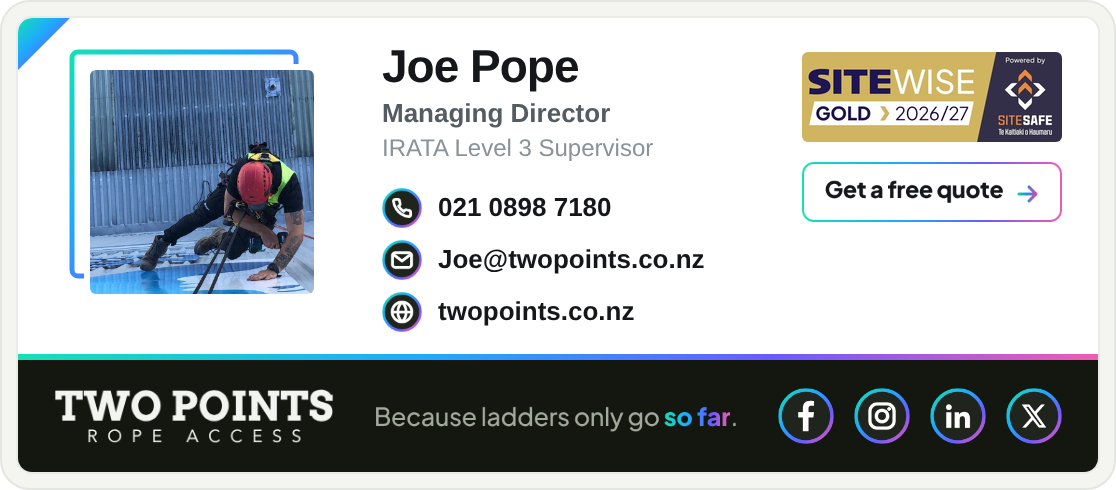 Joe Pope
Managing Director
IRATA Level 3 Supervisor
021 0898 7180
Joe@twopoints.co.nz
twopoints.co.nz
SITEWISE
GOLD 2026/27
Powered by
SITESAFE
Te Kaitiaki o Haumaru
Get a free quote
TWO POINTS
ROPE ACCESS
Because ladders only go so far.
f
in
X